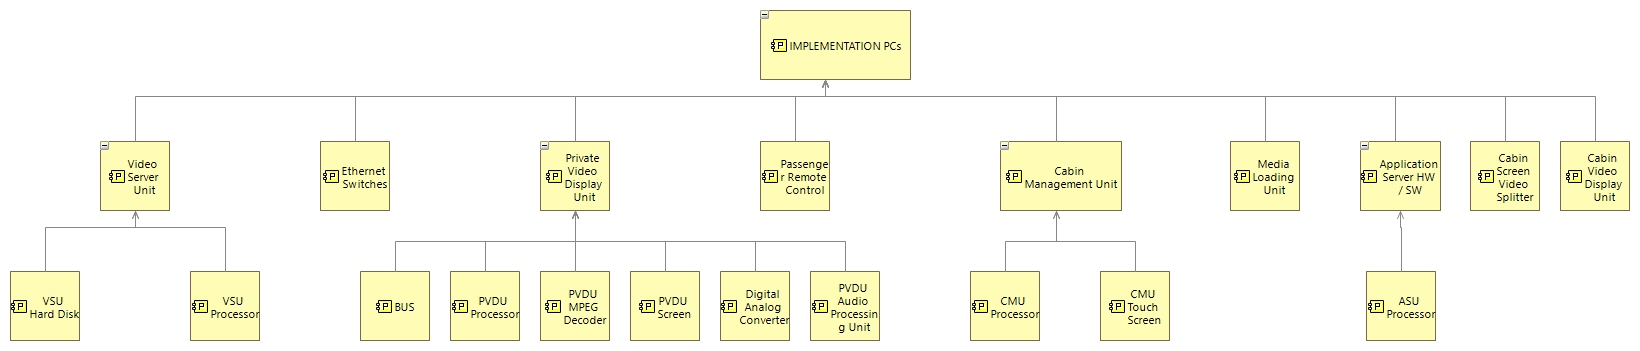 P IMPLEMENTATION PCs
Video
P Server
Unit
P Ethernet
Switches
Private
P Video
Display
Unit
Passenge
P r Remote
Control
P Cabin
Management Unit
Media
P Loading
Unit
Application
P Server HW
/ SW
Cabin
P Screen
Video
Splitter
Cabin
P Video
Display
Unit
P VSU
Hard Disk
P VSU
Processor
P BUS
P PVDU
Processor
PVDU
P MPEG
Decoder
P PVDU
Screen
Digital
P Analog
Converter
PVDU
P Audio
Processin
g Unit
P CMU
Processor
CMU
P Touch
Screen
P ASU
Processor